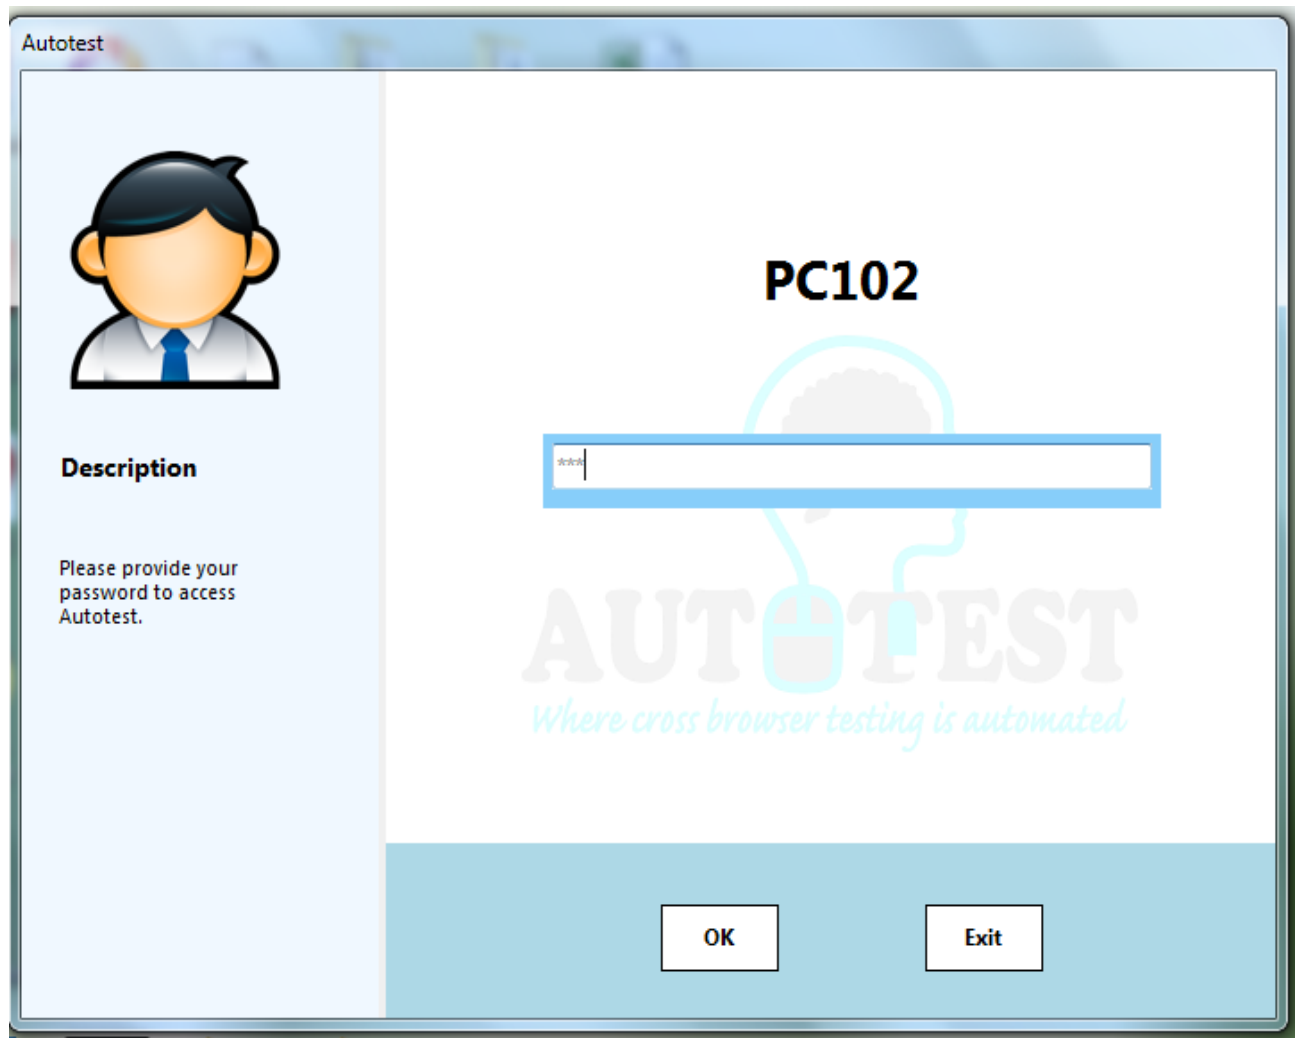 Autotest
Description
Please provide your
password to access
Autotest.
PC102
***
AUTOTEST
Where cross browser testing is automated
OK
Exit